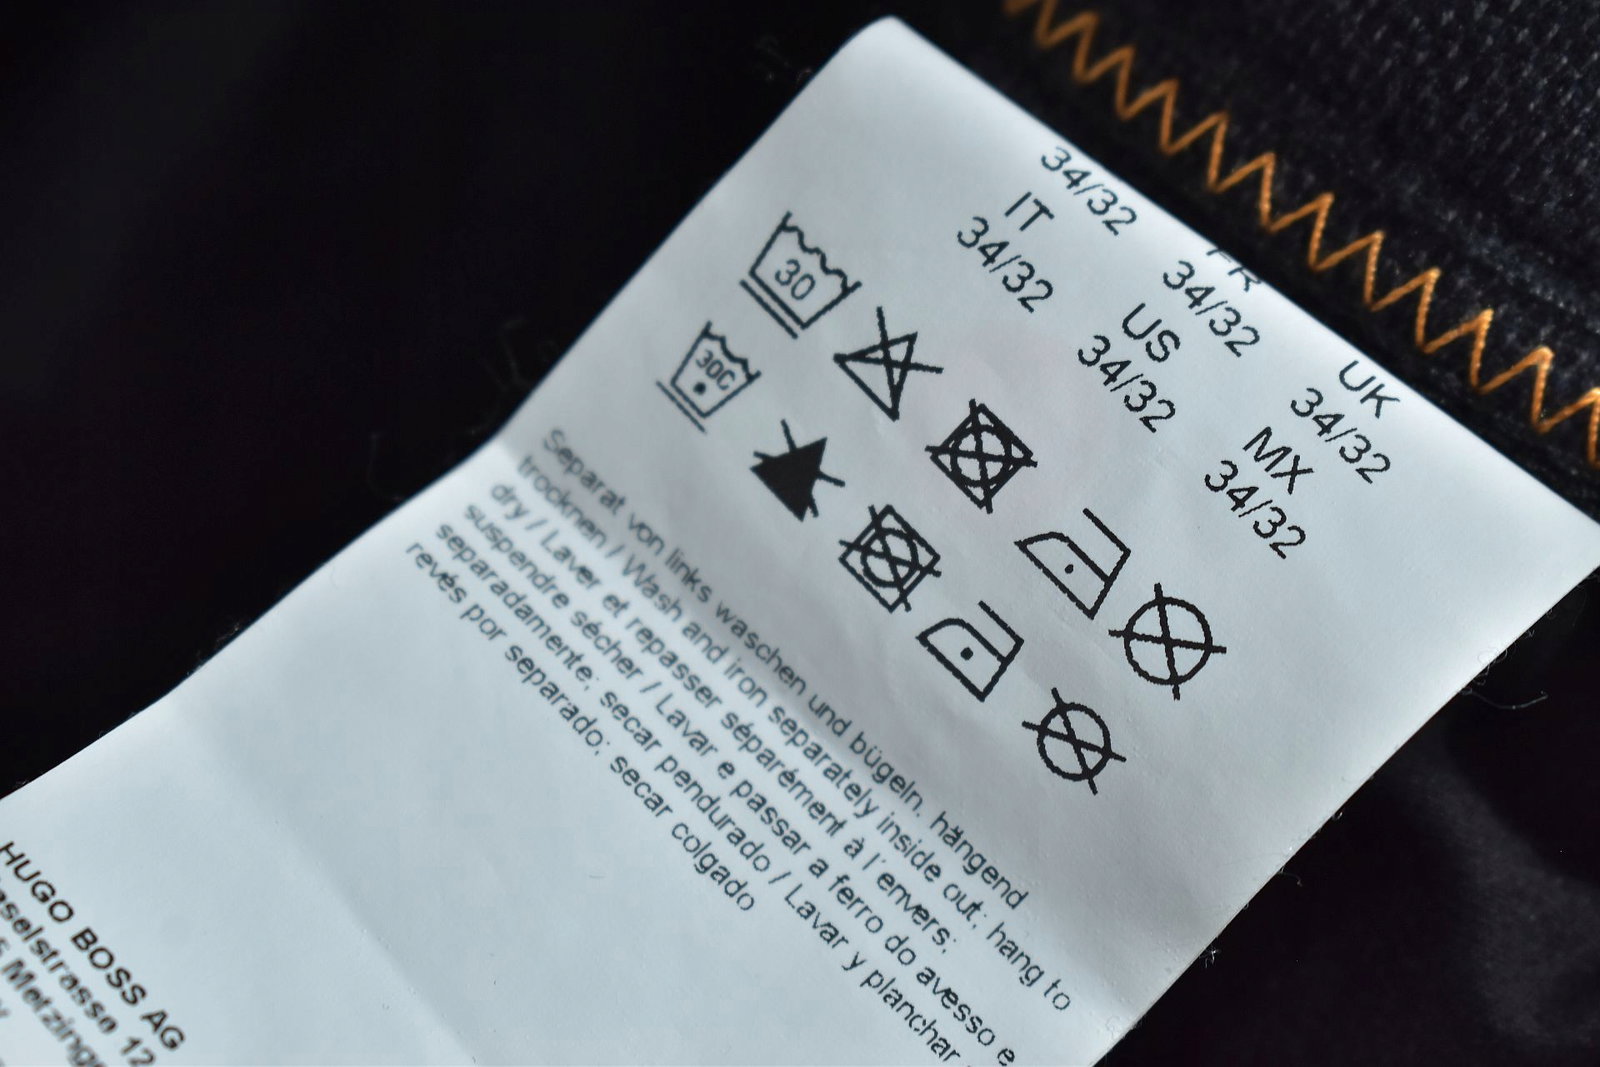 34/32
IT
34/32
FR
34/32
US
34/32
UK
34/32
MX
34/32
30
30C
Separat von links waschen und bügeln, hängend
trocknen / Wash and iron separately inside out; hang to
dry / Laver et repasser séparément à l'envers;
suspendre sécher / Lavar e passar a ferro do avesso e
separadamente; secar pendurado / Lavar y planchar
revés por separado; secar colgado
HUGO BOSS AG
12